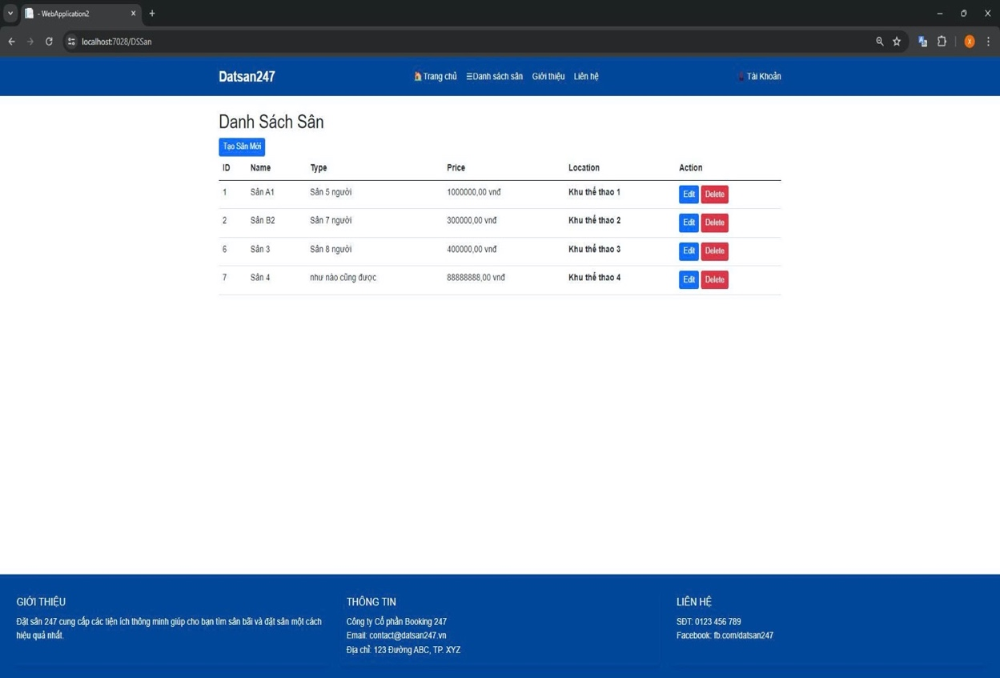 - WebApplication2
localhost:7028/DSSan
X
Datsan247
Trang chủ
☰Danh sách sân
Giới thiệu
Liên hệ
Tài Khoản
Danh Sách Sân
Tạo Sân Mới
ID Name Type Price Location Action
1 Sân A1 Sân 5 người 1000000,00 vnđ Khu thể thao 1 Edit Delete
2 Sân B2 Sân 7 người 300000,00 vnđ Khu thể thao 2 Edit Delete
6 Sân 3 Sân 8 người 400000,00 vnđ Khu thể thao 3 Edit Delete
7 Sân 4 như nào cũng được 88888888,00 vnđ Khu thể thao 4 Edit Delete
GIỚI THIỆU
Đặt sân 247 cung cấp các tiện ích thông minh giúp cho bạn tìm sân bãi và đặt sân một cách
hiệu quả nhất.
THÔNG TIN
Công ty Cổ phần Booking 247
Email: contact@datsan247.vn
Địa chỉ: 123 Đường ABC, TP. XYZ
LIÊN HỆ
SĐT: 0123 456 789
Facebook: fb.com/datsan247